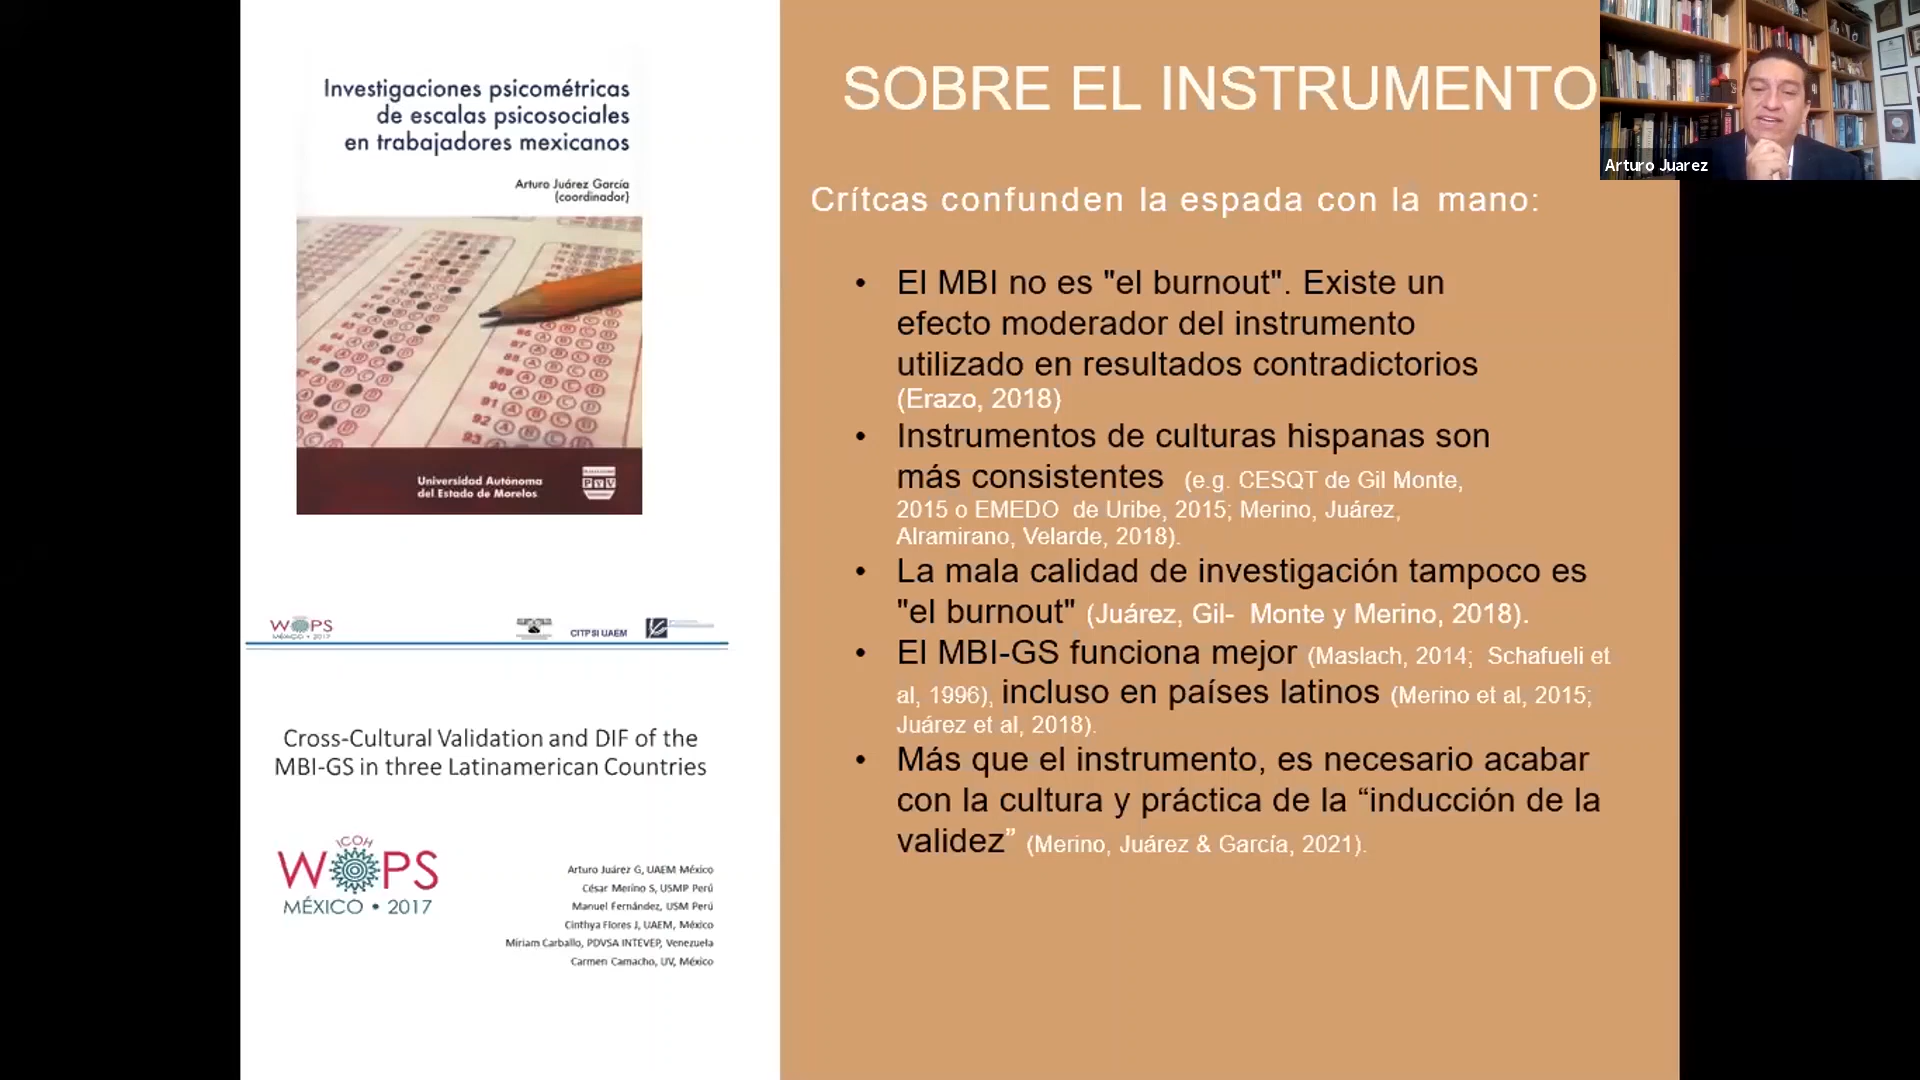 Investigaciones psicométricas
de escalas psicosociales
en trabajadores mexicanos
Arturo Juárez García
(coordinador)
Universidad Autónoma
del Estado de Morelos
P Y V
WOPS
MÉXICO • 2017
CITPSI UAEM
Cross-Cultural Validation and DIF of the
MBI-GS in three Latinamerican Countries
ICOH
WOPS
MÉXICO • 2017
Arturo Juárez G, UAEM México
César Merino S, USMP Perú
Manuel Fernández, USM Perú
Cinthya Flores J, UAEM, México
Miriam Carballo, PDVSA INTEVEP, Venezuela
Carmen Camacho, UV, México
SOBRE EL INSTRUMENTO
Crítcas confunden la espada con la mano:
• El MBI no es "el burnout". Existe un
efecto moderador del instrumento
utilizado en resultados contradictorios
(Erazo, 2018)
• Instrumentos de culturas hispanas son
más consistentes (e.g. CESQT de Gil Monte,
2015 o EMEDO de Uribe, 2015; Merino, Juárez,
Alramirano, Velarde, 2018).
• La mala calidad de investigación tampoco es
"el burnout" (Juárez, Gil- Monte y Merino, 2018).
• El MBI-GS funciona mejor (Maslach, 2014; Schafueli et
al, 1996), incluso en países latinos (Merino et al, 2015;
Juárez et al, 2018).
• Más que el instrumento, es necesario acabar
con la cultura y práctica de la “inducción de la
validez” (Merino, Juárez & García, 2021).
Arturo Juarez